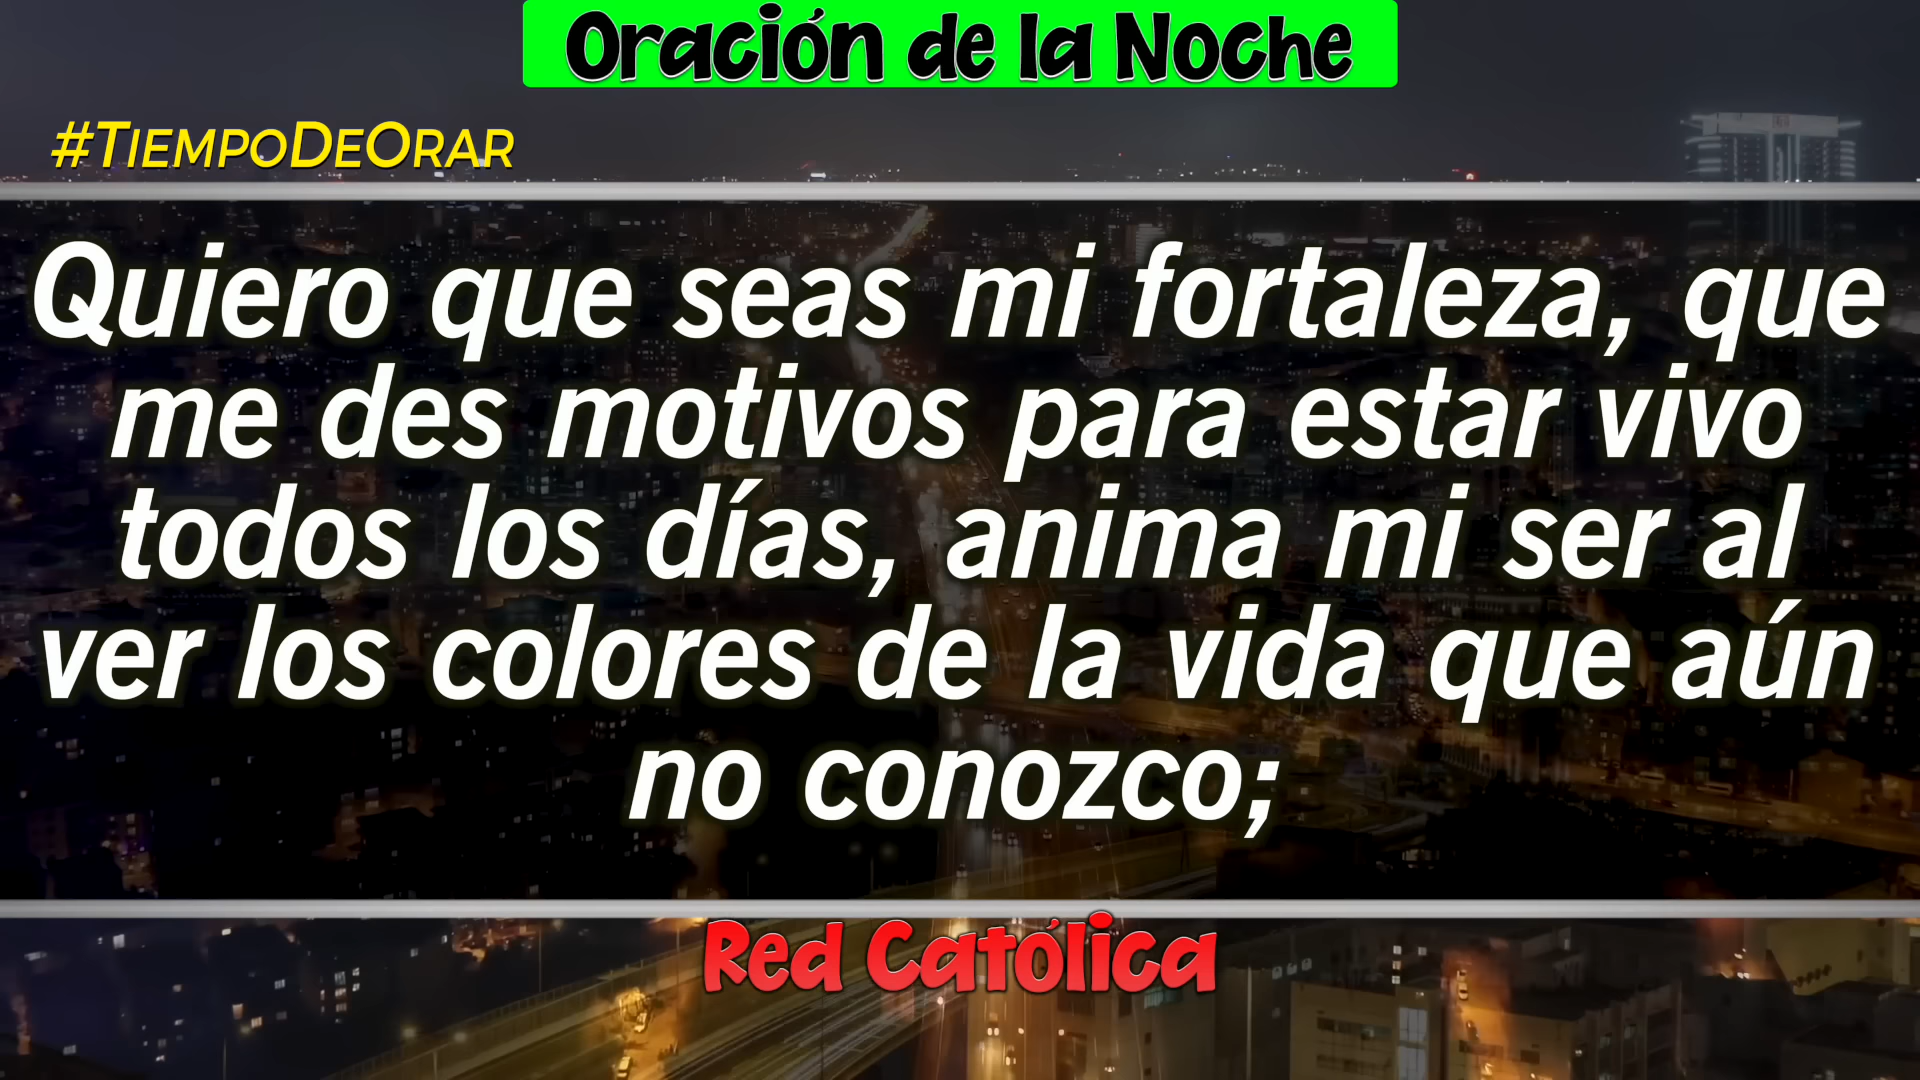 Oración de la Noche
#TiempoDeOrar
Quiero que seas mi fortaleza, que
me des motivos para estar vivo
todos los días, anima mi ser al
ver los colores de la vida que aún
no conozco;
Red Católica